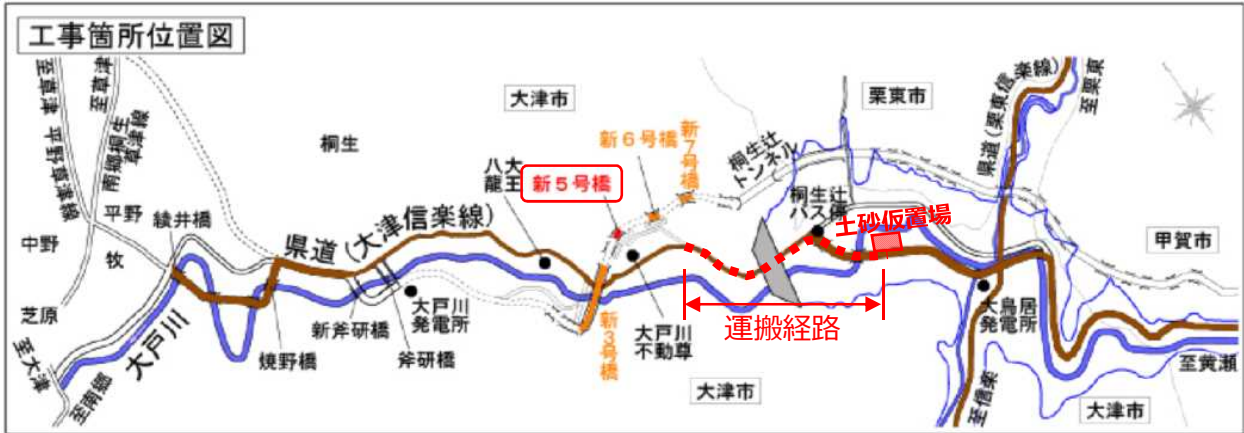 工事箇所位置図
至草津
平野草津線
至草津
南郷桐生
草津線
桐生
大津市
八大
龍王
新5号橋
新6号橋
新7号橋
桐生辻
トンネル
栗東市
県道(栗東信楽線)
至栗東
桐生辻
バス停
土砂仮置場
甲賀市
中野
平野
牧
綾井橋
県道(大津信楽線)
芝原
至大津
大戸川
至南郷
焼野橋
新斧研橋
斧研橋
大戸川
発電所
新3号橋
大戸川
不動尊
運搬経路
大津市
大鳥居
発電所
至信楽
至黄瀬
大津市